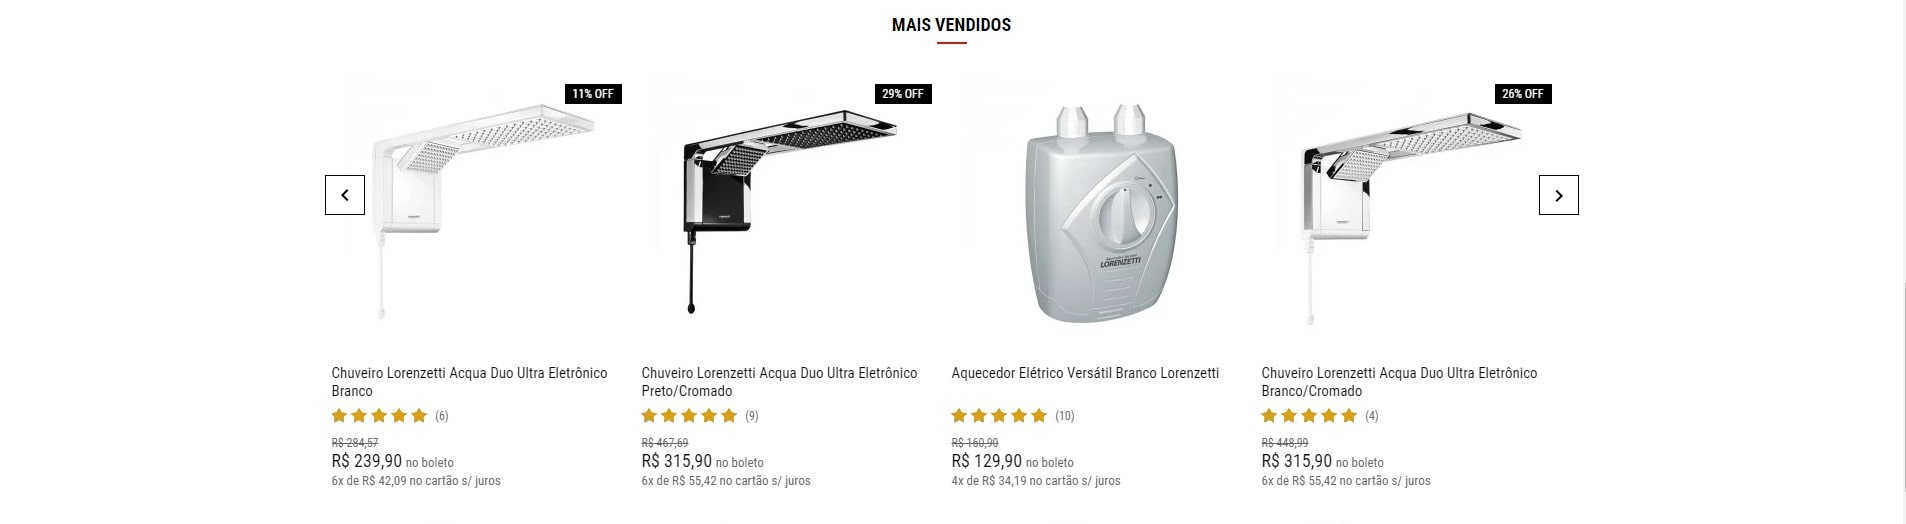 MAIS VENDIDOS
11% OFF
29% OFF
26% OFF
LORENZETTI
Chuveiro Lorenzetti Acqua Duo Ultra Eletrônico
Branco
(6)
R$ 284,57
R$ 239,90 no boleto
6x de R$ 42,09 no cartão s/ juros
Chuveiro Lorenzetti Acqua Duo Ultra Eletrônico
Preto/Cromado
(9)
R$ 467,69
R$ 315,90 no boleto
6x de R$ 55,42 no cartão s/ juros
Aquecedor Elétrico Versátil Branco Lorenzetti
(10)
R$ 160,90
R$ 129,90 no boleto
4x de R$ 34,19 no cartão s/ juros
Chuveiro Lorenzetti Acqua Duo Ultra Eletrônico
Branco/Cromado
(4)
R$ 448,99
R$ 315,90 no boleto
6x de R$ 55,42 no cartão s/ juros